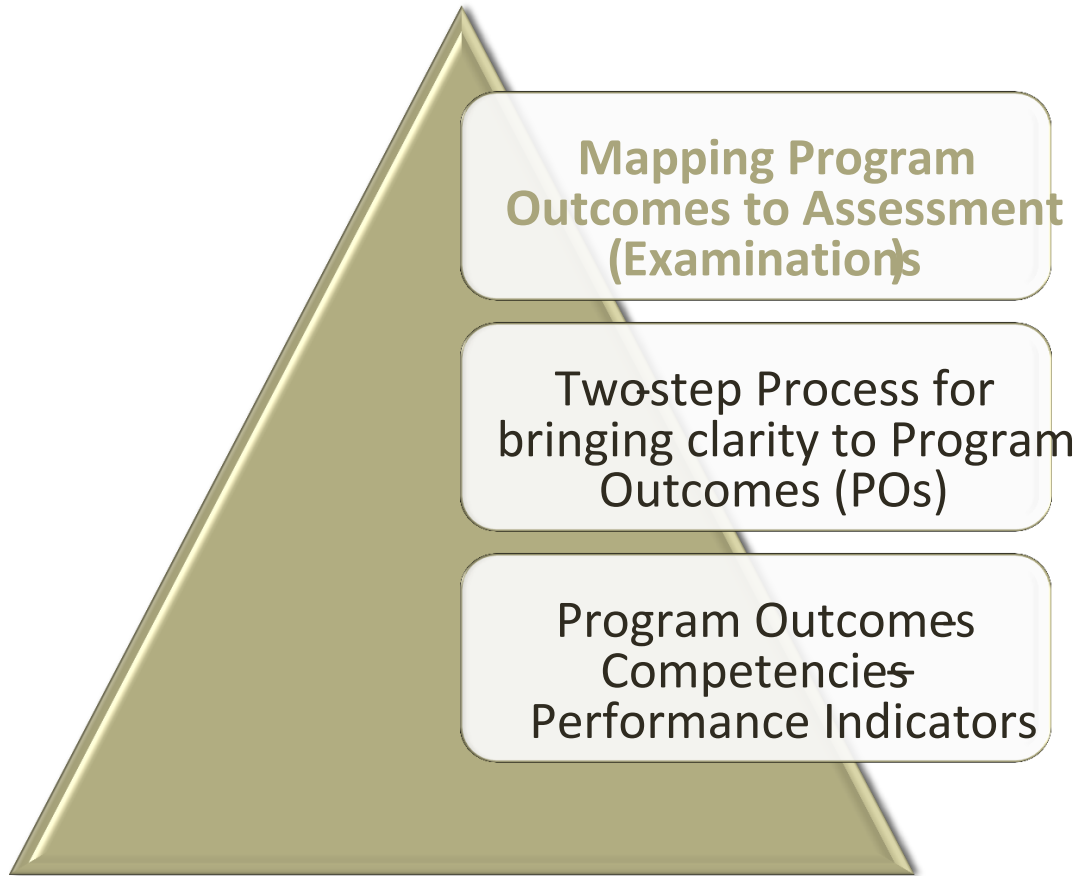 Mapping Program
Outcomes to Assessment
(Examinations)
Two-step Process for
bringing clarity to Program
Outcomes (POs)
Program Outcomes -
Competencies –
Performance Indicators